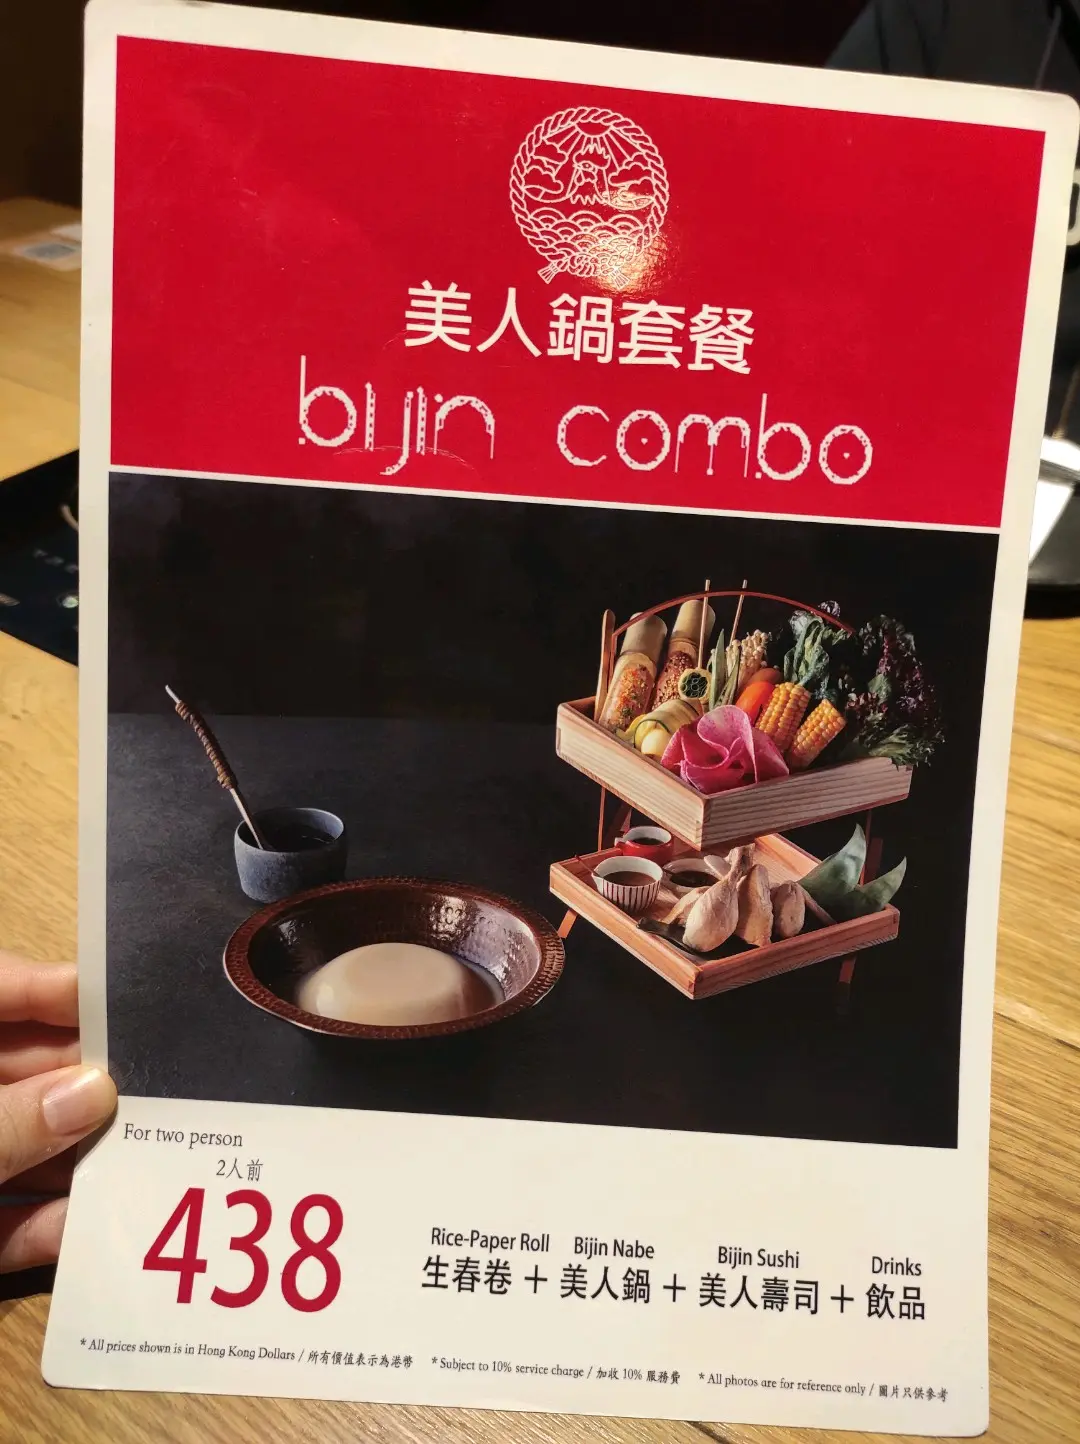 美人鍋套餐
bijin combo
For two person
2人前
438
Rice-Paper Roll Bijin Nabe Bijin Sushi Drinks
生春卷 + 美人鍋 + 美人壽司 + 飲品
* All prices shown is in Hong Kong Dollars / 所有價值表示為港幣 * Subject to 10% service charge / 加收 10% 服務費 * All photos are for reference only / 圖片只供參考